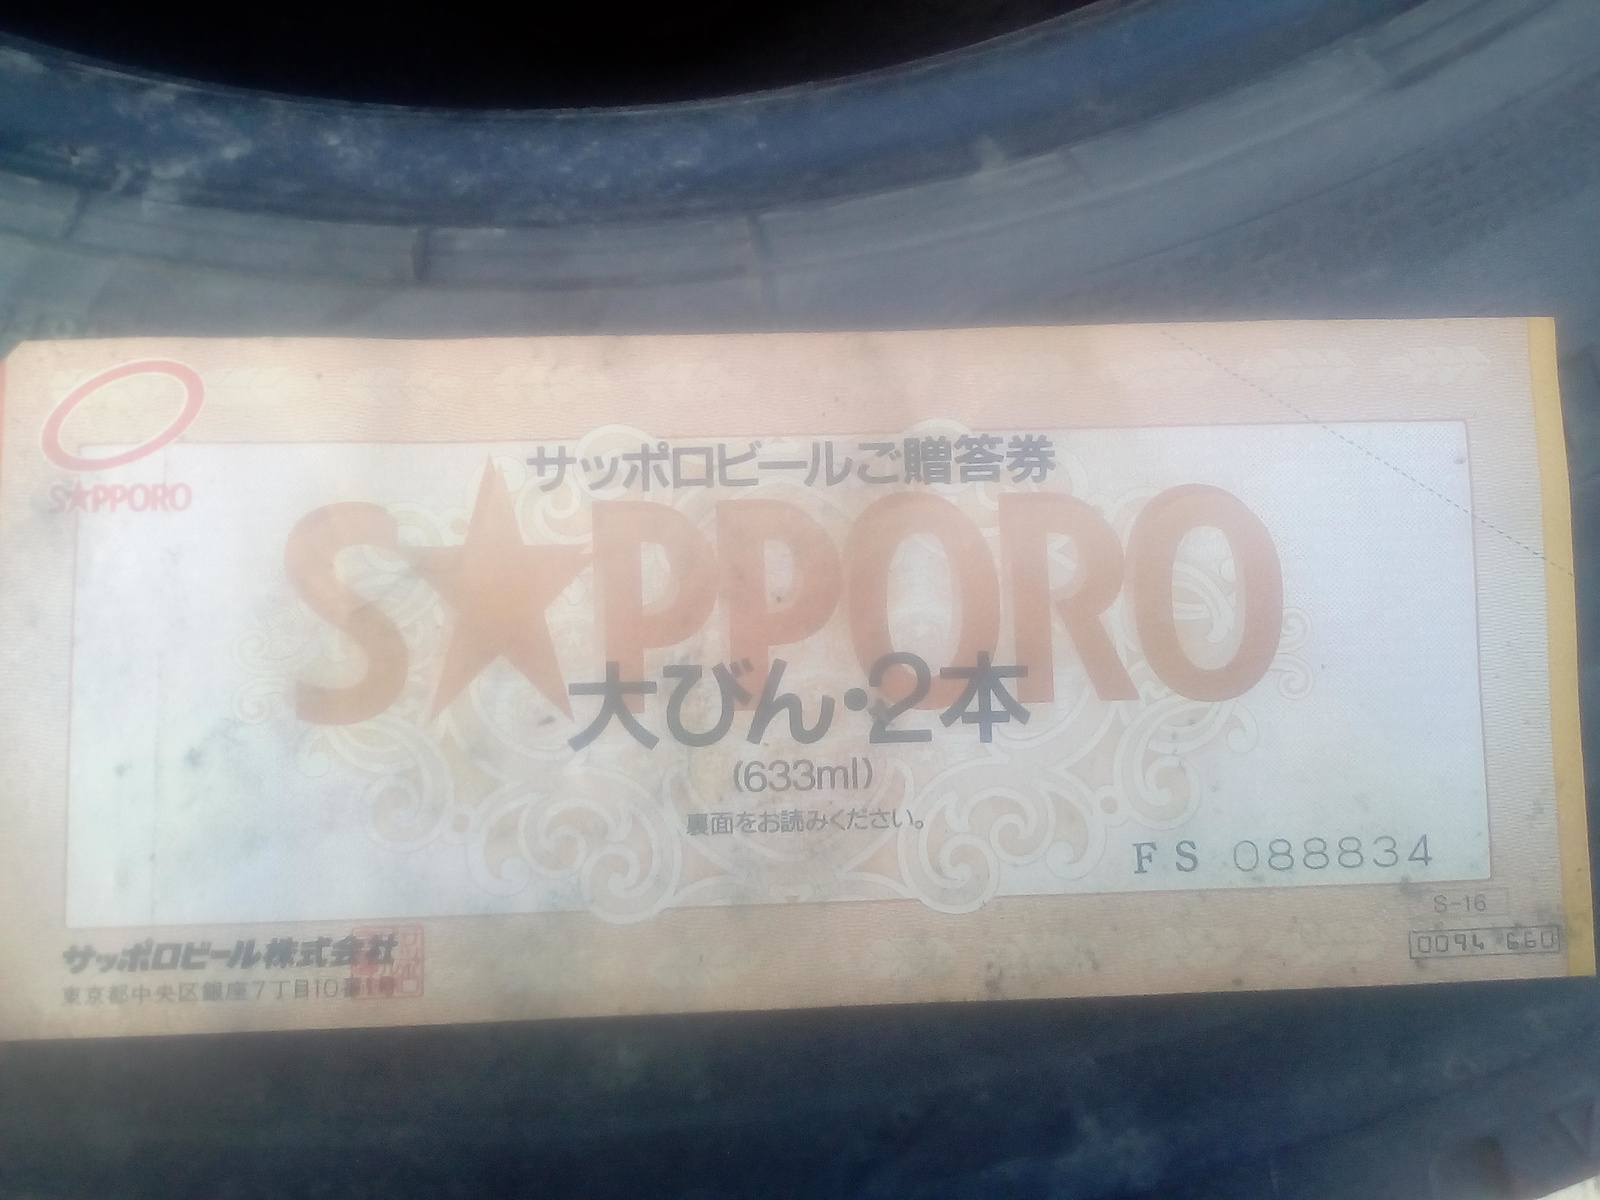 サッポロビールご贈答券
S★PPORO
S★PPORO
大びん・2本
(633ml)
裏面をお読みください。
FS 088834
S-16
0094 660
サッポロビール株式会社
東京都中央区銀座7丁目10番1号